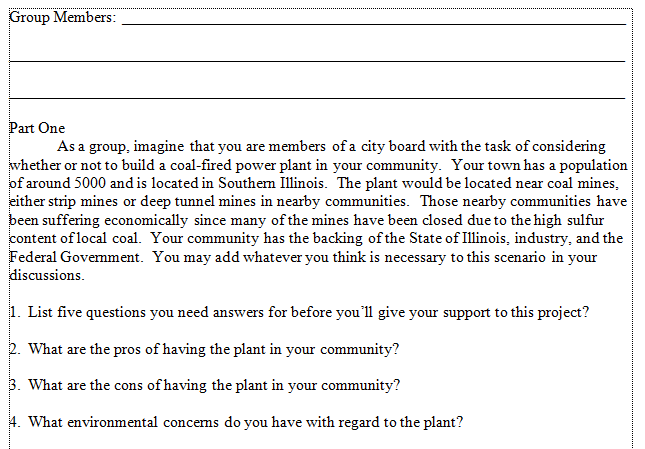 Group Members:
Part One
As a group, imagine that you are members of a city board with the task of considering
whether or not to build a coal-fired power plant in your community.  Your town has a population
of around 5000 and is located in Southern Illinois.  The plant would be located near coal mines,
either strip mines or deep tunnel mines in nearby communities.  Those nearby communities have
been suffering economically since many of the mines have been closed due to the high sulfur
content of local coal.  Your community has the backing of the State of Illinois, industry, and the
Federal Government.  You may add whatever you think is necessary to this scenario in your
discussions.
1.  List five questions you need answers for before you’ll give your support to this project?
2.  What are the pros of having the plant in your community?
3.  What are the cons of having the plant in your community?
4.  What environmental concerns do you have with regard to the plant?